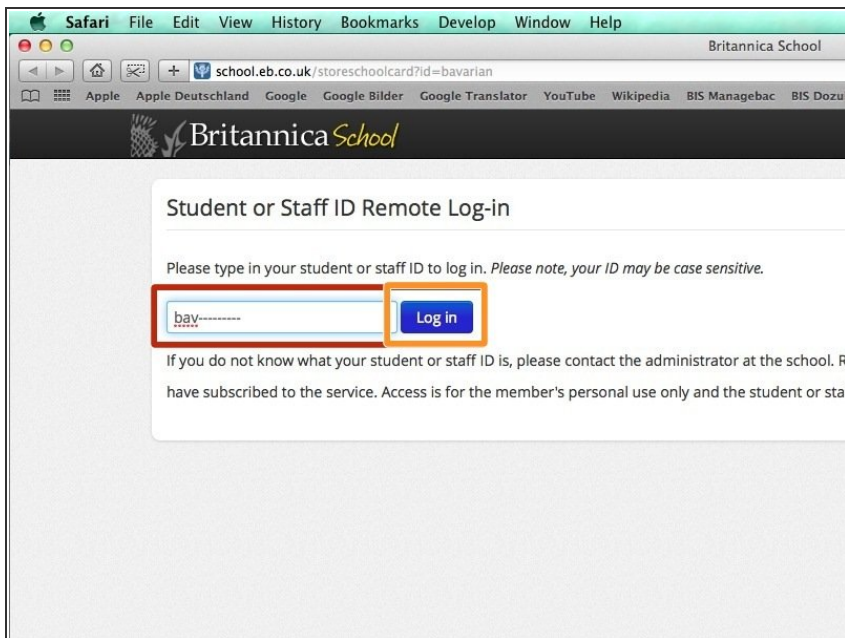 Safari File Edit View History Bookmarks Develop Window Help
Britannica School
school.eb.co.uk/storeschoolcard?id=bavarian
Apple Apple Deutschland Google Google Bilder Google Translator YouTube Wikipedia BIS Managebac BIS Dozu
Britannica School
Student or Staff ID Remote Log-in
Please type in your student or staff ID to log in. Please note, your ID may be case sensitive.
bav--------- Log in
If you do not know what your student or staff ID is, please contact the administrator at the school. R
have subscribed to the service. Access is for the member's personal use only and the student or sta